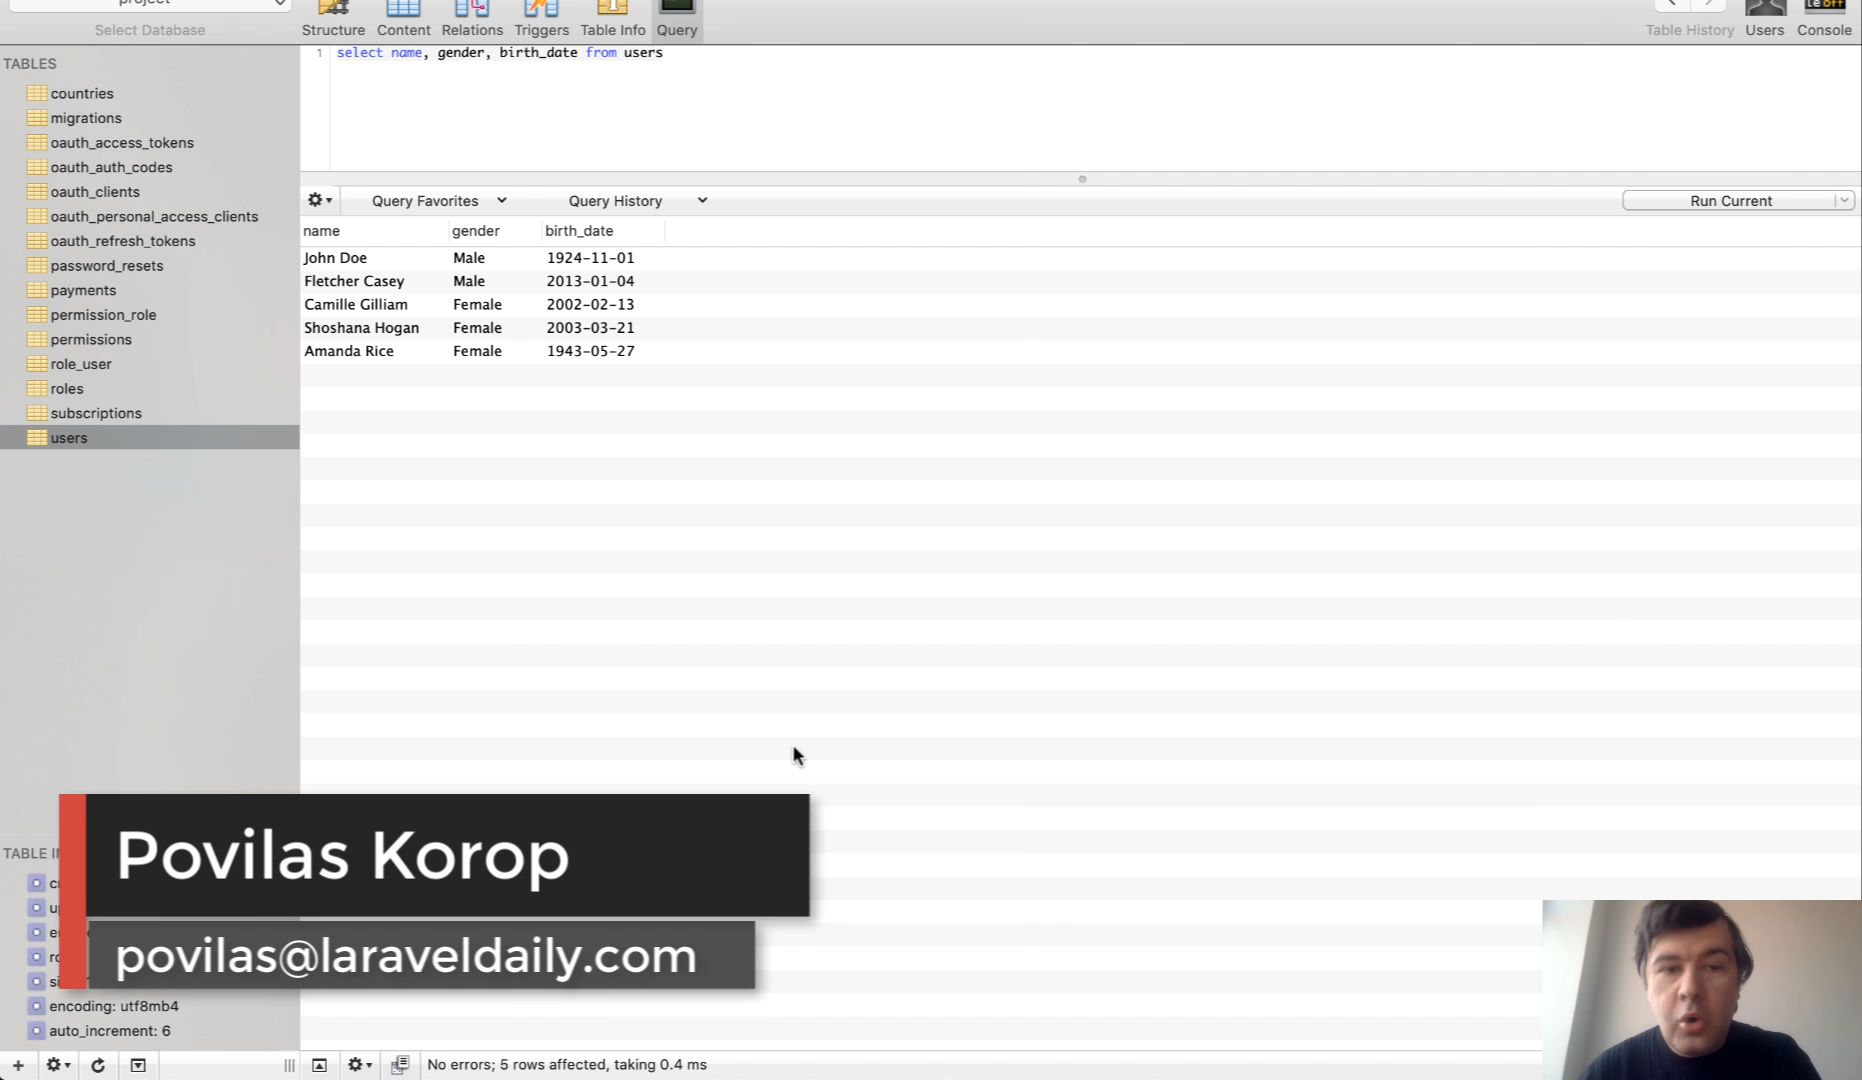 project
Select Database
Structure Content Relations Triggers Table Info Query
Table History Users Console
TABLES
countries
migrations
oauth_access_tokens
oauth_auth_codes
oauth_clients
oauth_personal_access_clients
oauth_refresh_tokens
password_resets
payments
permission_role
permissions
role_user
roles
subscriptions
users
1 select name, gender, birth_date from users
Query Favorites Query History Run Current
name gender birth_date
John Doe Male 1924-11-01
Fletcher Casey Male 2013-01-04
Camille Gilliam Female 2002-02-13
Shoshana Hogan Female 2003-03-21
Amanda Rice Female 1943-05-27
TABLE
encoding: utf8mb4
auto_increment: 6
Povilas Korop
povilas@laraveldaily.com
No errors; 5 rows affected, taking 0.4 ms